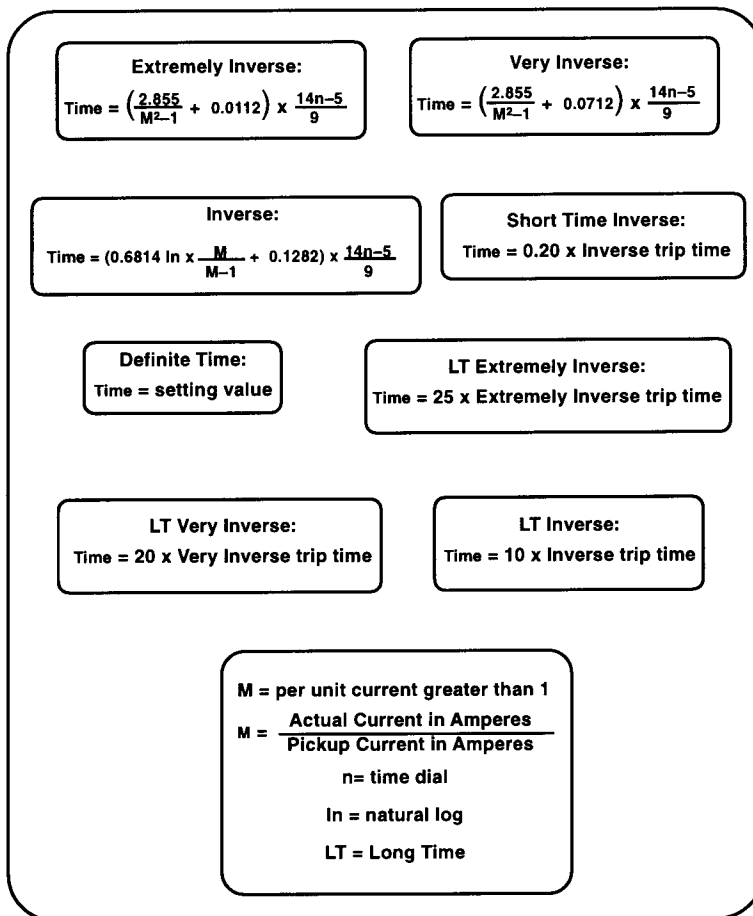 Extremely Inverse:
Time = (2.855/M²–1 + 0.0112) x 14n–5/9
Very Inverse:
Time = (2.855/M²–1 + 0.0712) x 14n–5/9
Inverse:
Time = (0.6814 ln x M/M–1 + 0.1282) x 14n–5/9
Short Time Inverse:
Time = 0.20 x Inverse trip time
Definite Time:
Time = setting value
LT Extremely Inverse:
Time = 25 x Extremely Inverse trip time
LT Very Inverse:
Time = 20 x Very Inverse trip time
LT Inverse:
Time = 10 x Inverse trip time
M = per unit current greater than 1
M = Actual Current in Amperes/Pickup Current in Amperes
n= time dial
ln = natural log
LT = Long Time